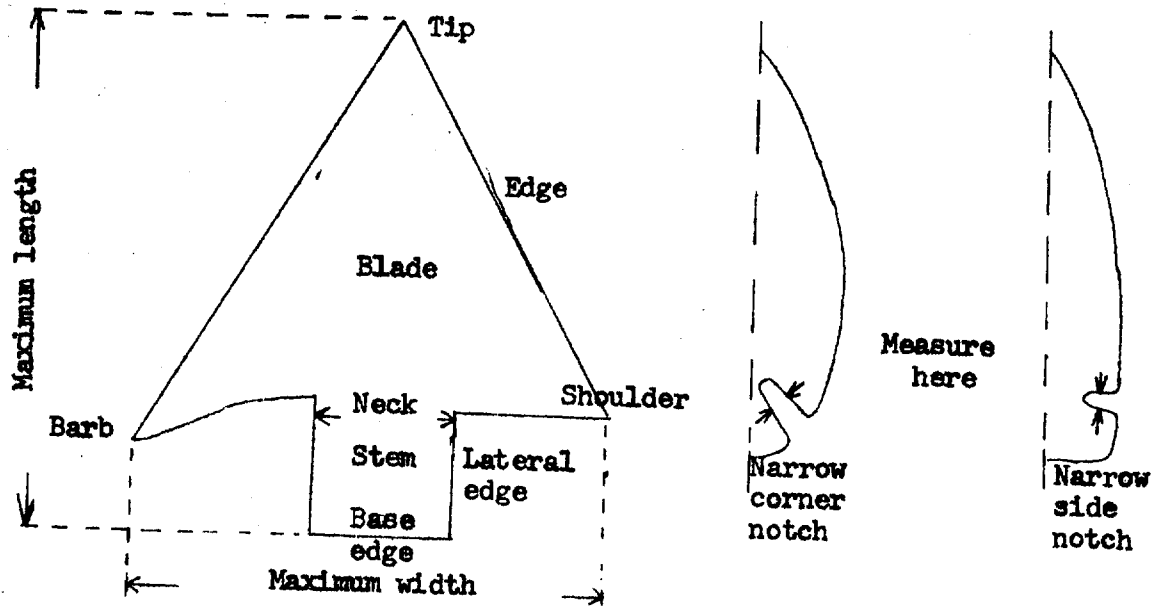 Tip
Maximum length
Edge
Blade
Measure
here
Neck
Shoulder
Barb
Stem
Lateral
edge
Base
edge
Maximum width
Narrow
corner
notch
Narrow
side
notch